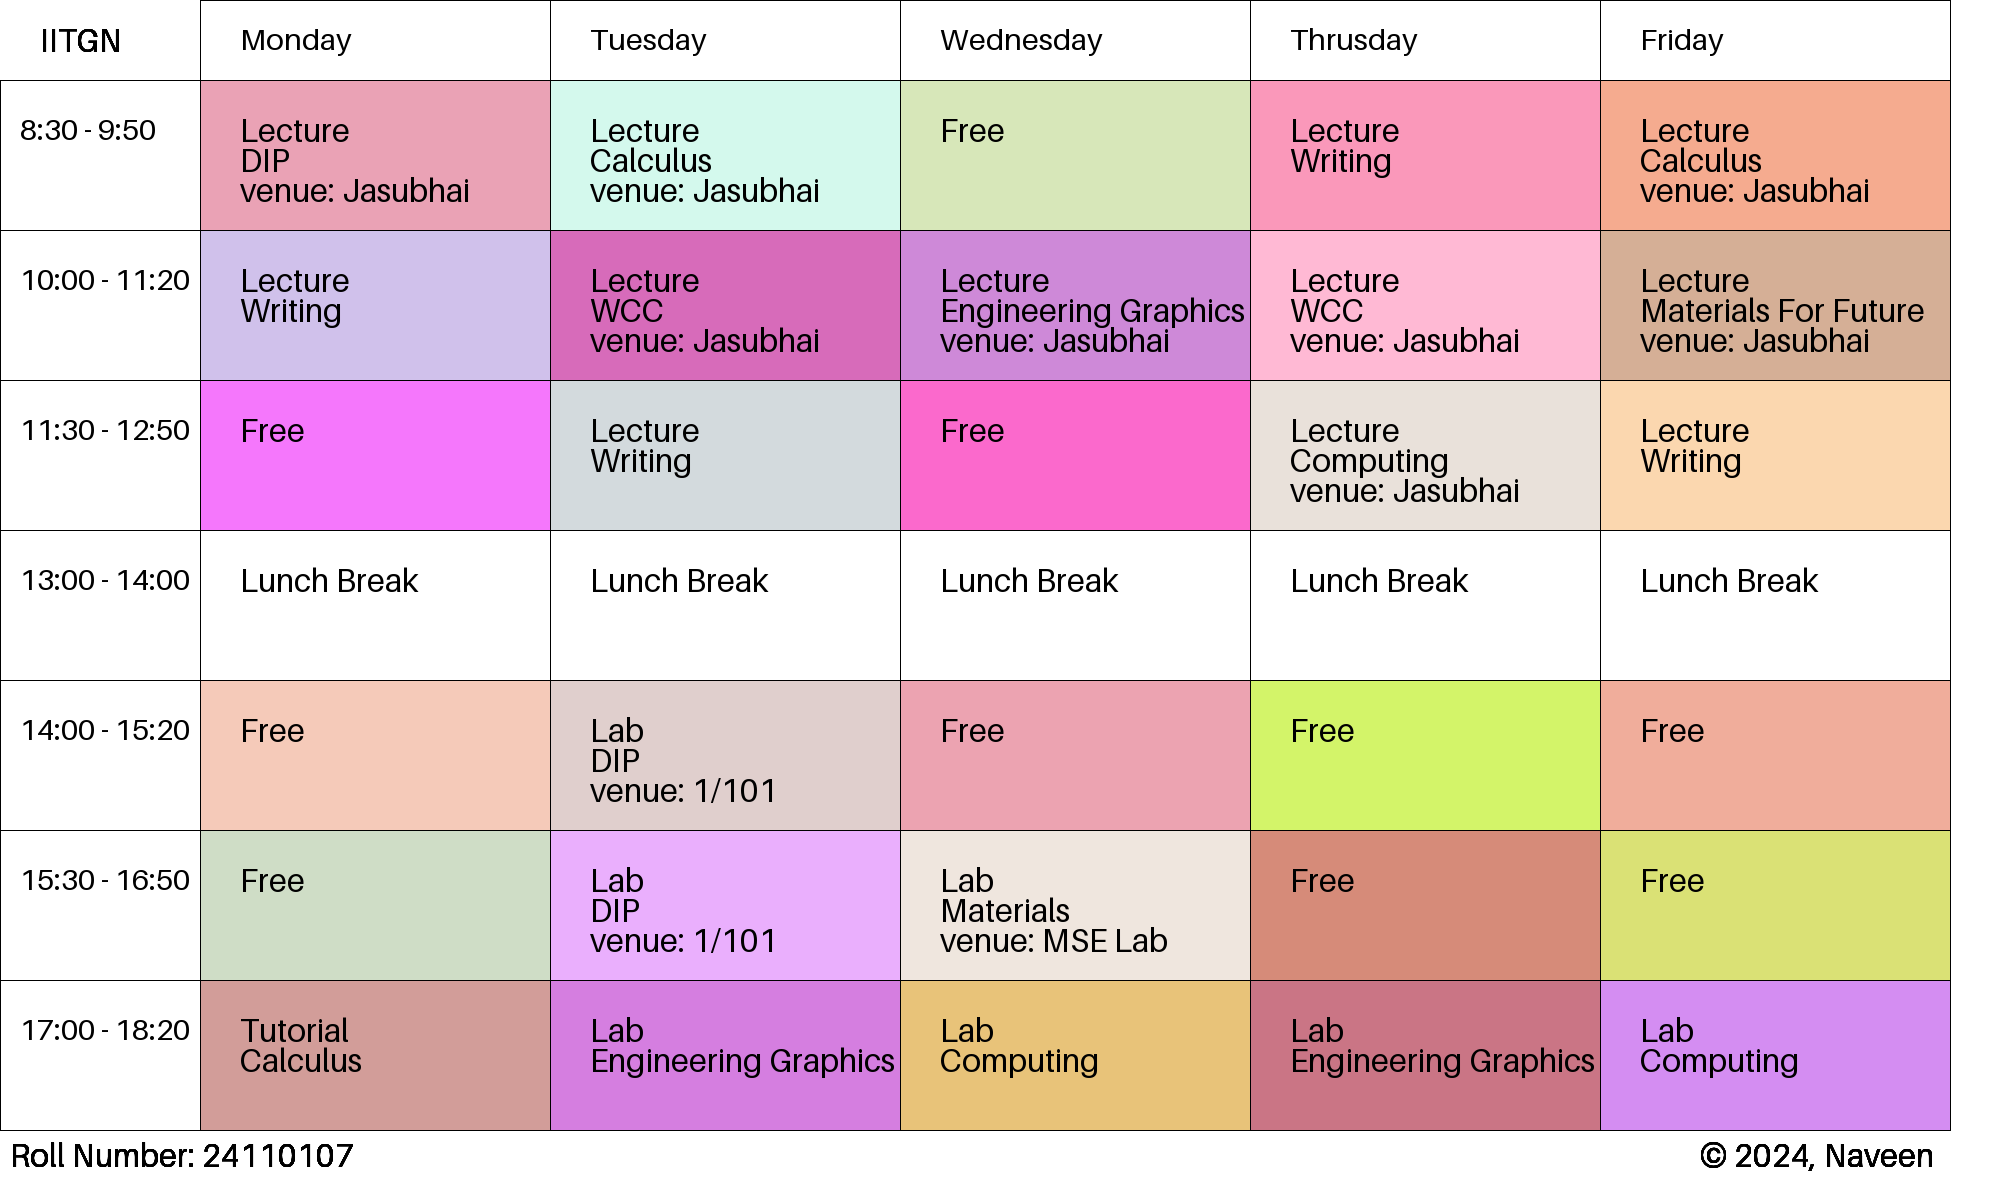 IITGN Monday Tuesday Wednesday Thrusday Friday
8:30 - 9:50
Lecture
DIP
venue: Jasubhai
Lecture
Calculus
venue: Jasubhai
Free
Lecture
Writing
Lecture
Calculus
venue: Jasubhai
10:00 - 11:20
Lecture
Writing
Lecture
WCC
venue: Jasubhai
Lecture
Engineering Graphics
venue: Jasubhai
Lecture
WCC
venue: Jasubhai
Lecture
Materials For Future
venue: Jasubhai
11:30 - 12:50
Free
Lecture
Writing
Free
Lecture
Computing
venue: Jasubhai
Lecture
Writing
13:00 - 14:00
Lunch Break
Lunch Break
Lunch Break
Lunch Break
Lunch Break
14:00 - 15:20
Free
Lab
DIP
venue: 1/101
Free
Free
Free
15:30 - 16:50
Free
Lab
DIP
venue: 1/101
Lab
Materials
venue: MSE Lab
Free
Free
17:00 - 18:20
Tutorial
Calculus
Lab
Engineering Graphics
Lab
Computing
Lab
Engineering Graphics
Lab
Computing
Roll Number: 24110107
© 2024, Naveen